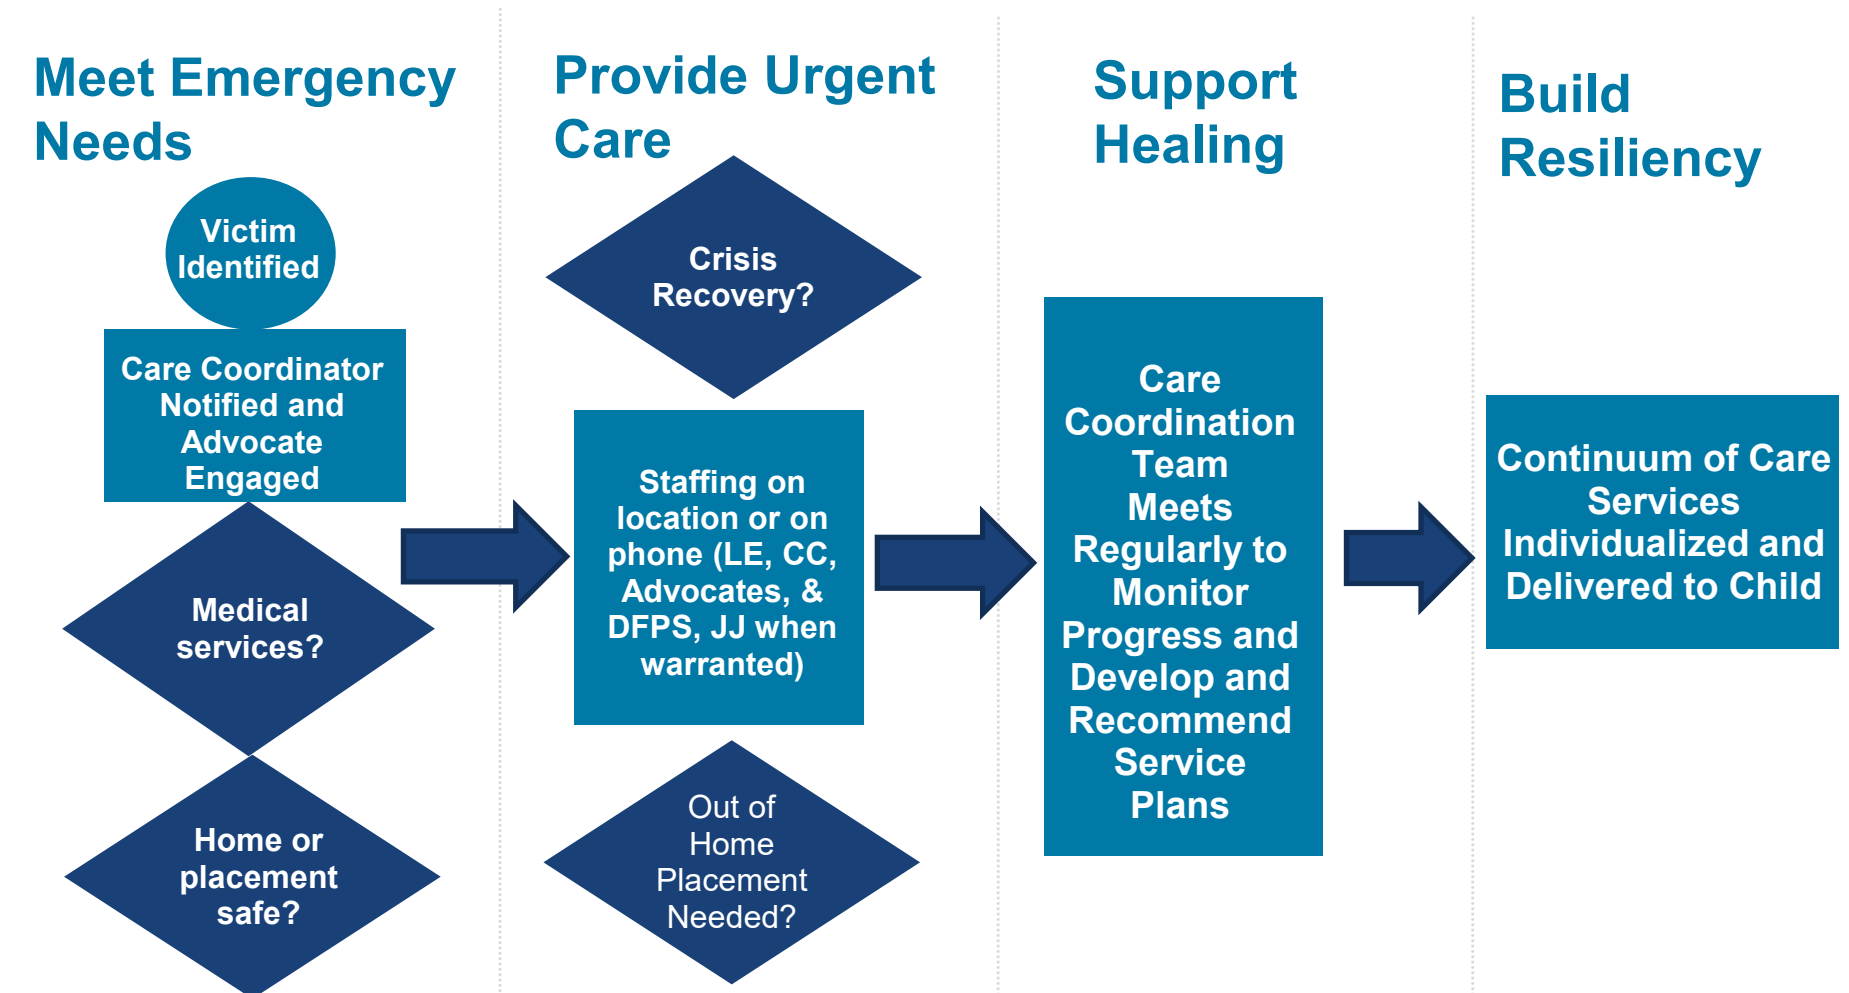 Meet Emergency
Needs
Victim
Identified
Care Coordinator
Notified and
Advocate
Engaged
Medical
services?
Home or
placement
safe?
Provide Urgent
Care
Crisis
Recovery?
Staffing on
location or on
phone (LE, CC,
Advocates, &
DFPS, JJ when
warranted)
Out of
Home
Placement
Needed?
Support
Healing
Care
Coordination
Team
Meets
Regularly to
Monitor
Progress and
Develop and
Recommend
Service
Plans
Build
Resiliency
Continuum of Care
Services
Individualized and
Delivered to Child